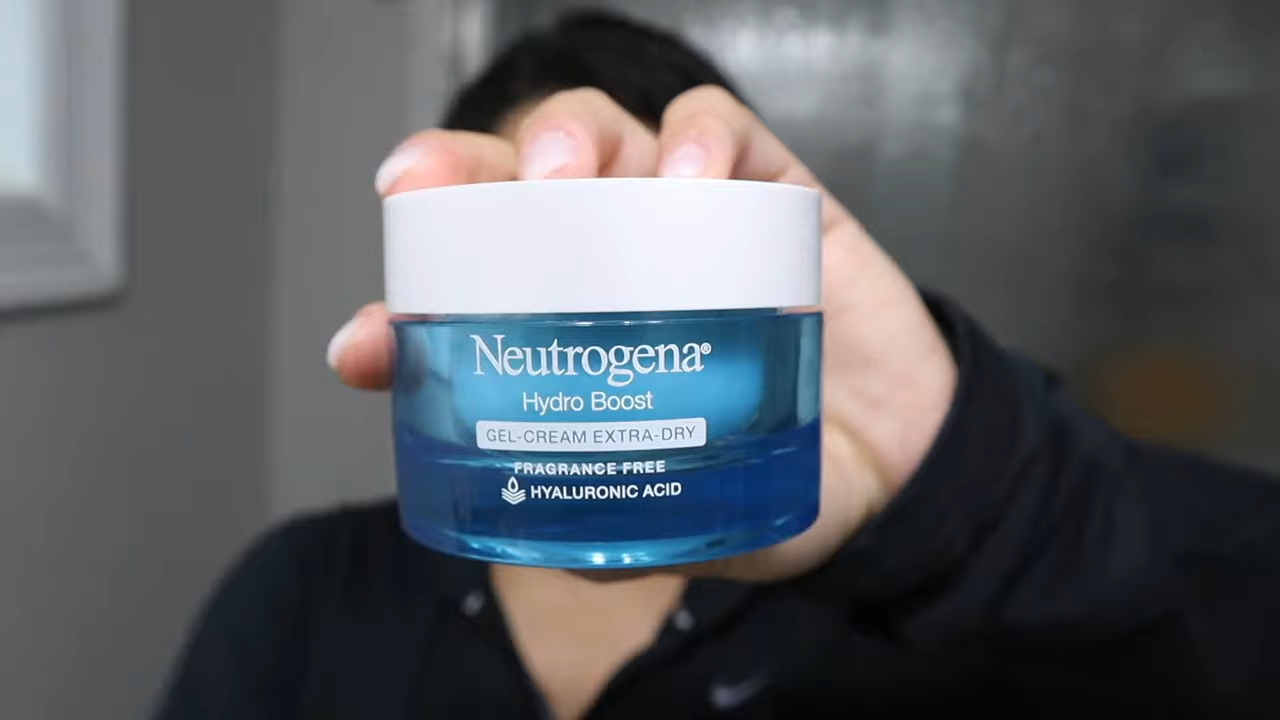 Neutrogena®
Hydro Boost
GEL-CREAM EXTRA-DRY
FRAGRANCE FREE
HYALURONIC ACID